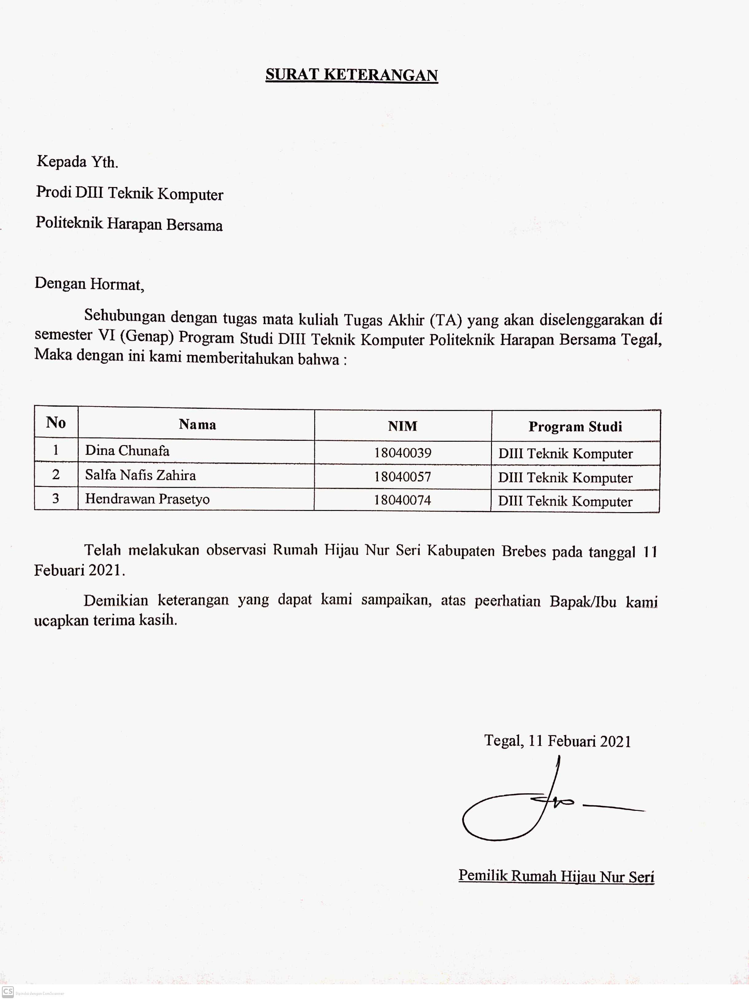 SURAT KETERANGAN
Kepada Yth.
Prodi DIII Teknik Komputer
Politeknik Harapan Bersama
Dengan Hormat,
Sehubungan dengan tugas mata kuliah Tugas Akhir (TA) yang akan diselenggarakan di
semester VI (Genap) Program Studi DIII Teknik Komputer Politeknik Harapan Bersama Tegal,
Maka dengan ini kami memberitahukan bahwa :
No Nama NIM Program Studi
1 Dina Chunafa 18040039 DIII Teknik Komputer
2 Salfa Nafis Zahira 18040057 DIII Teknik Komputer
3 Hendrawan Prasetyo 18040074 DIII Teknik Komputer
Telah melakukan observasi Rumah Hijau Nur Seri Kabupaten Brebes pada tanggal 11
Febuari 2021.
Demikian keterangan yang dapat kami sampaikan, atas peerhatian Bapak/Ibu kami
ucapkan terima kasih.
Tegal, 11 Febuari 2021
Pemilik Rumah Hijau Nur Seri
CS Dipindai dengan CamScanner